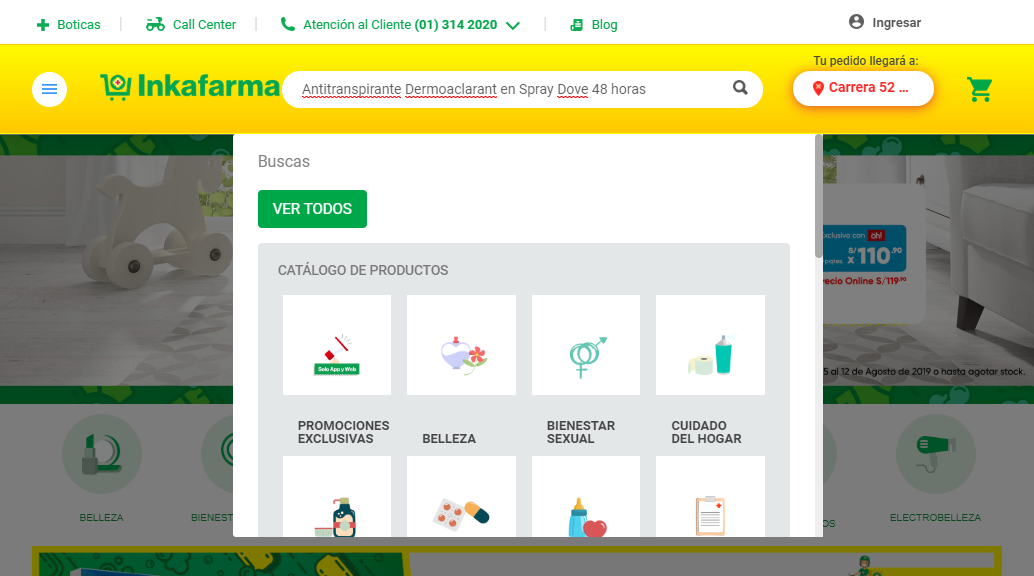 Boticas
Call Center
Atención al Cliente (01) 314 2020
Blog
Ingresar
Inkafarma
Antitranspirante Dermoaclarant en Spray Dove 48 horas
Tu pedido llegará a:
Carrera 52 ...
Buscas
VER TODOS
CATÁLOGO DE PRODUCTOS
Solo App y Web
PROMOCIONES
EXCLUSIVAS
BELLEZA
BIENESTAR
SEXUAL
CUIDADO
DEL HOGAR
xclusivo con oh!
S/ 110.90
x
recio Online S/119.90
5 al 12 de Agosto de 2019 o hasta agotar stock.
BELLEZA
BIENEST
OS
ELECTROBELLEZA